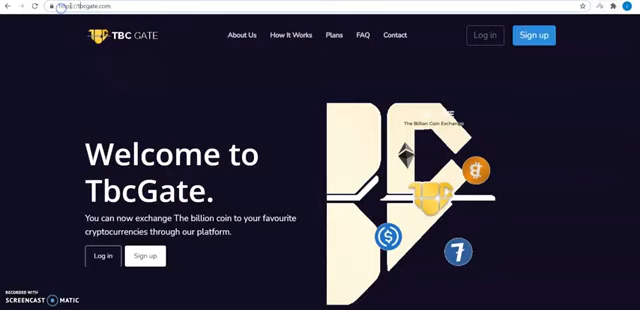 https://tbcgate.com
TBC GATE
About Us
How It Works
Plans
FAQ
Contact
Log in
Sign up
The Billion Coin Exchange
Welcome to
TbcGate.
You can now exchange The billion coin to your favourite
cryptocurrencies through our platform.
Log in
Sign up
RECORDED WITH
SCREENCAST MATIC